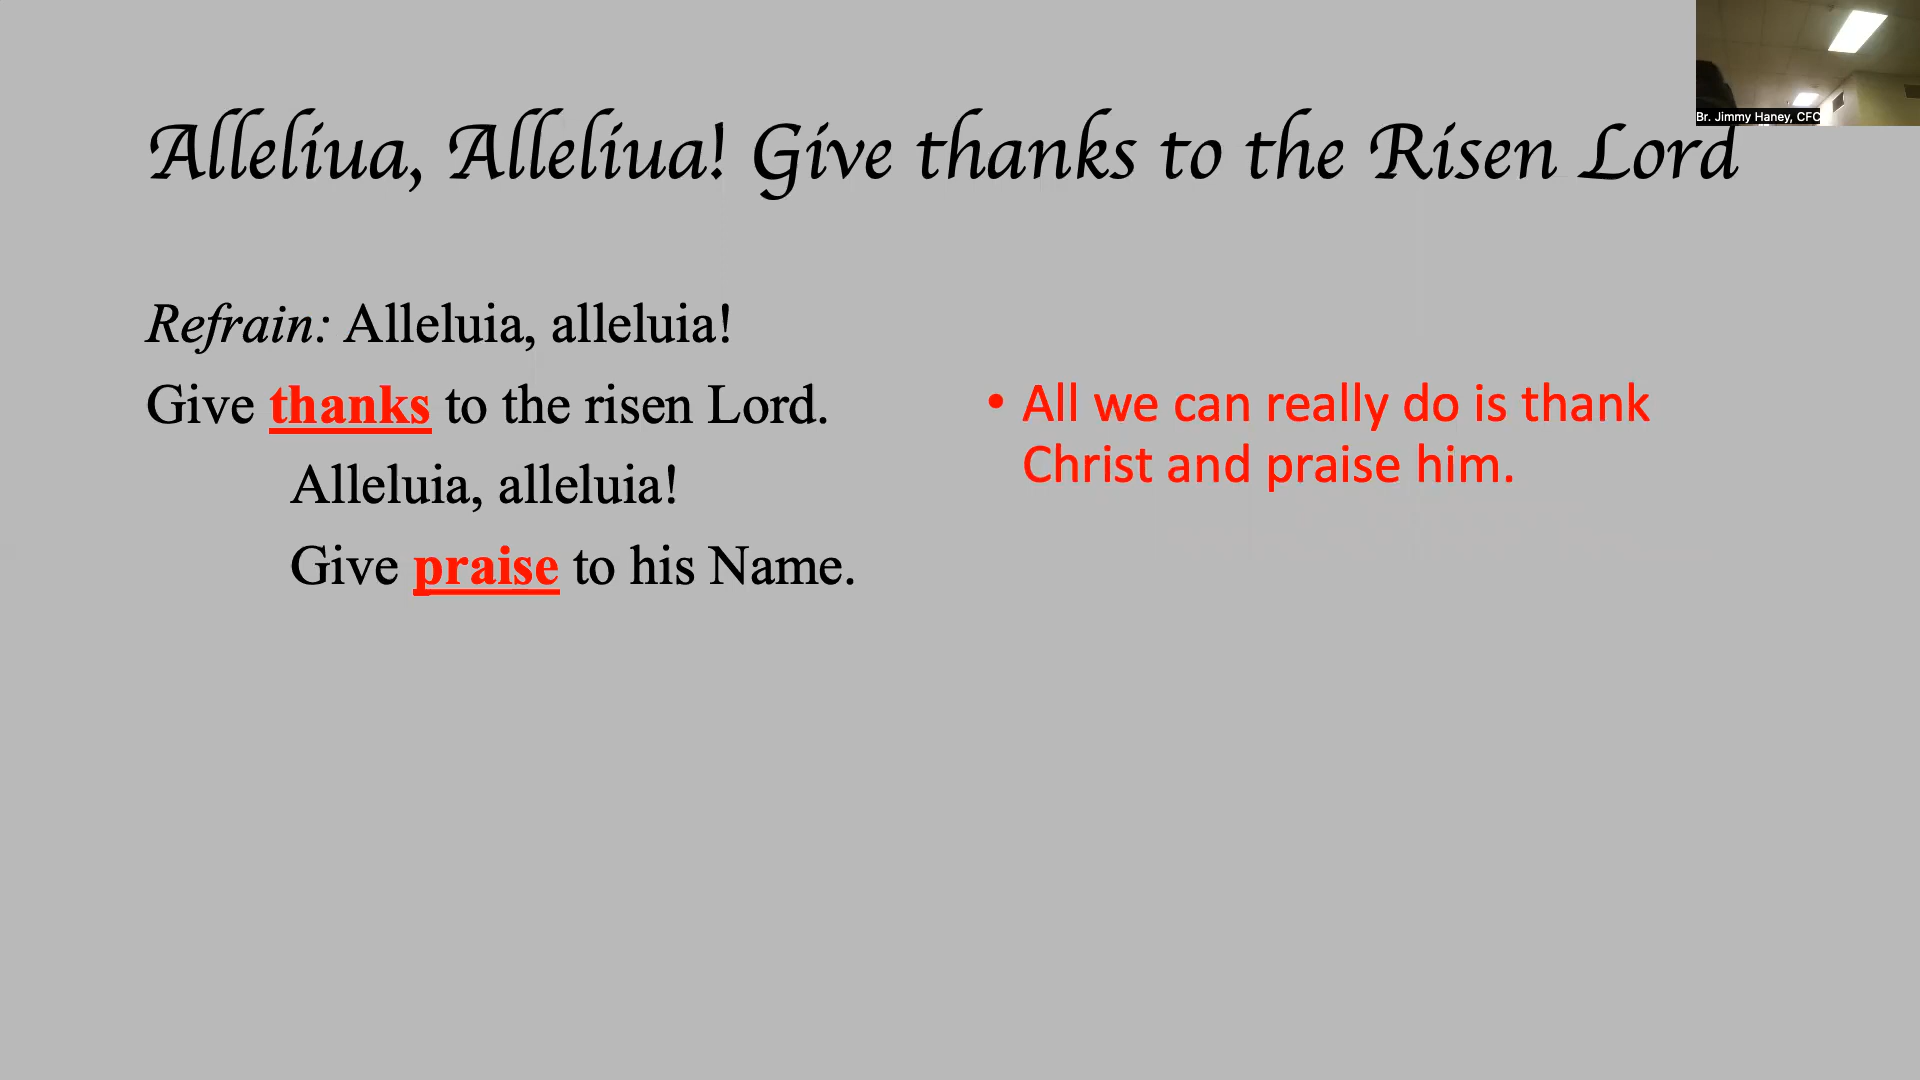 Br. Jimmy Haney, CFC
Alleliua, Alleliua! Give thanks to the Risen Lord
Refrain: Alleluia, alleluia!
Give thanks to the risen Lord.
Alleluia, alleluia!
Give praise to his Name.
• All we can really do is thank
Christ and praise him.